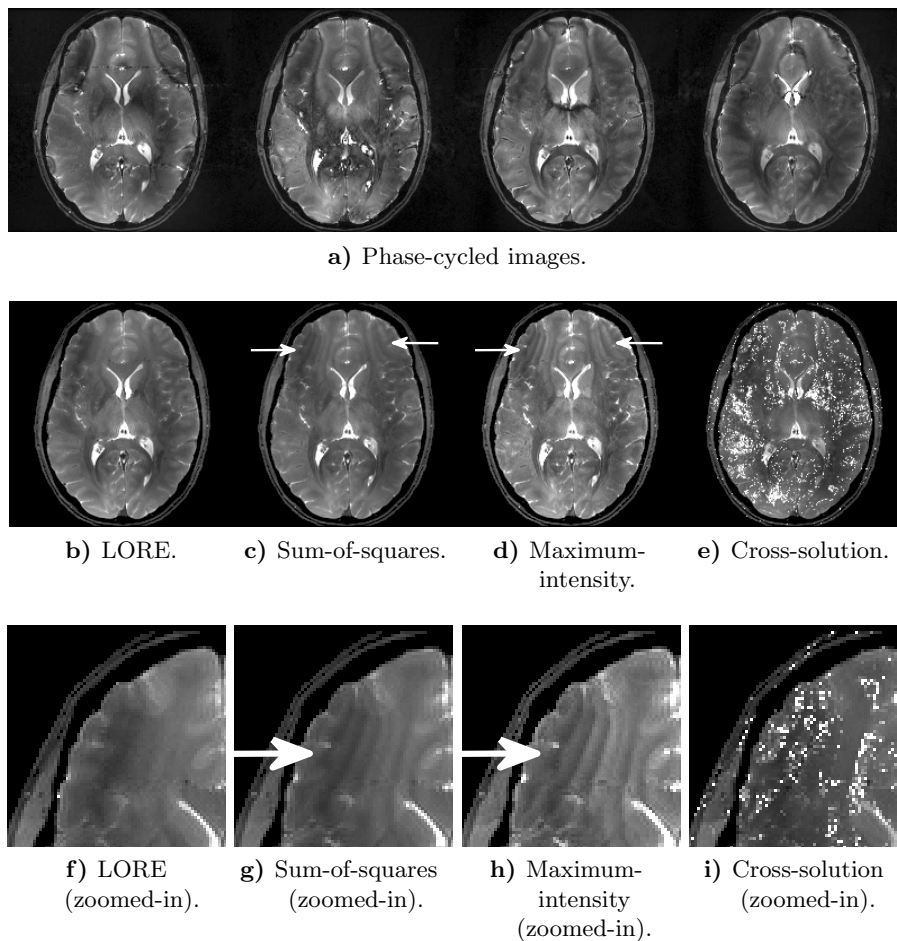 a) Phase-cycled images.
b) LORE.
c) Sum-of-squares.
d) Maximum-
intensity.
e) Cross-solution.
f) LORE
(zoomed-in).
g) Sum-of-squares
(zoomed-in).
h) Maximum-
intensity
(zoomed-in).
i) Cross-solution
(zoomed-in).